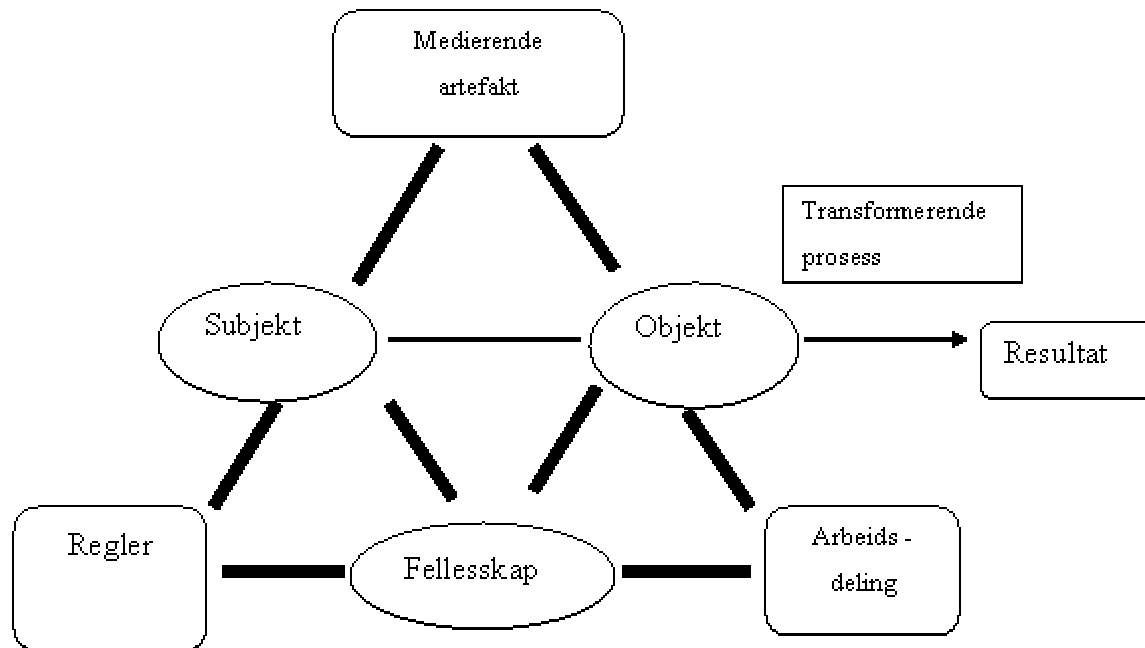 Medierende
artefakt
Transformerende
prosess
Subjekt
Objekt
Resultat
Regler
Fellesskap
Arbeids -
deling